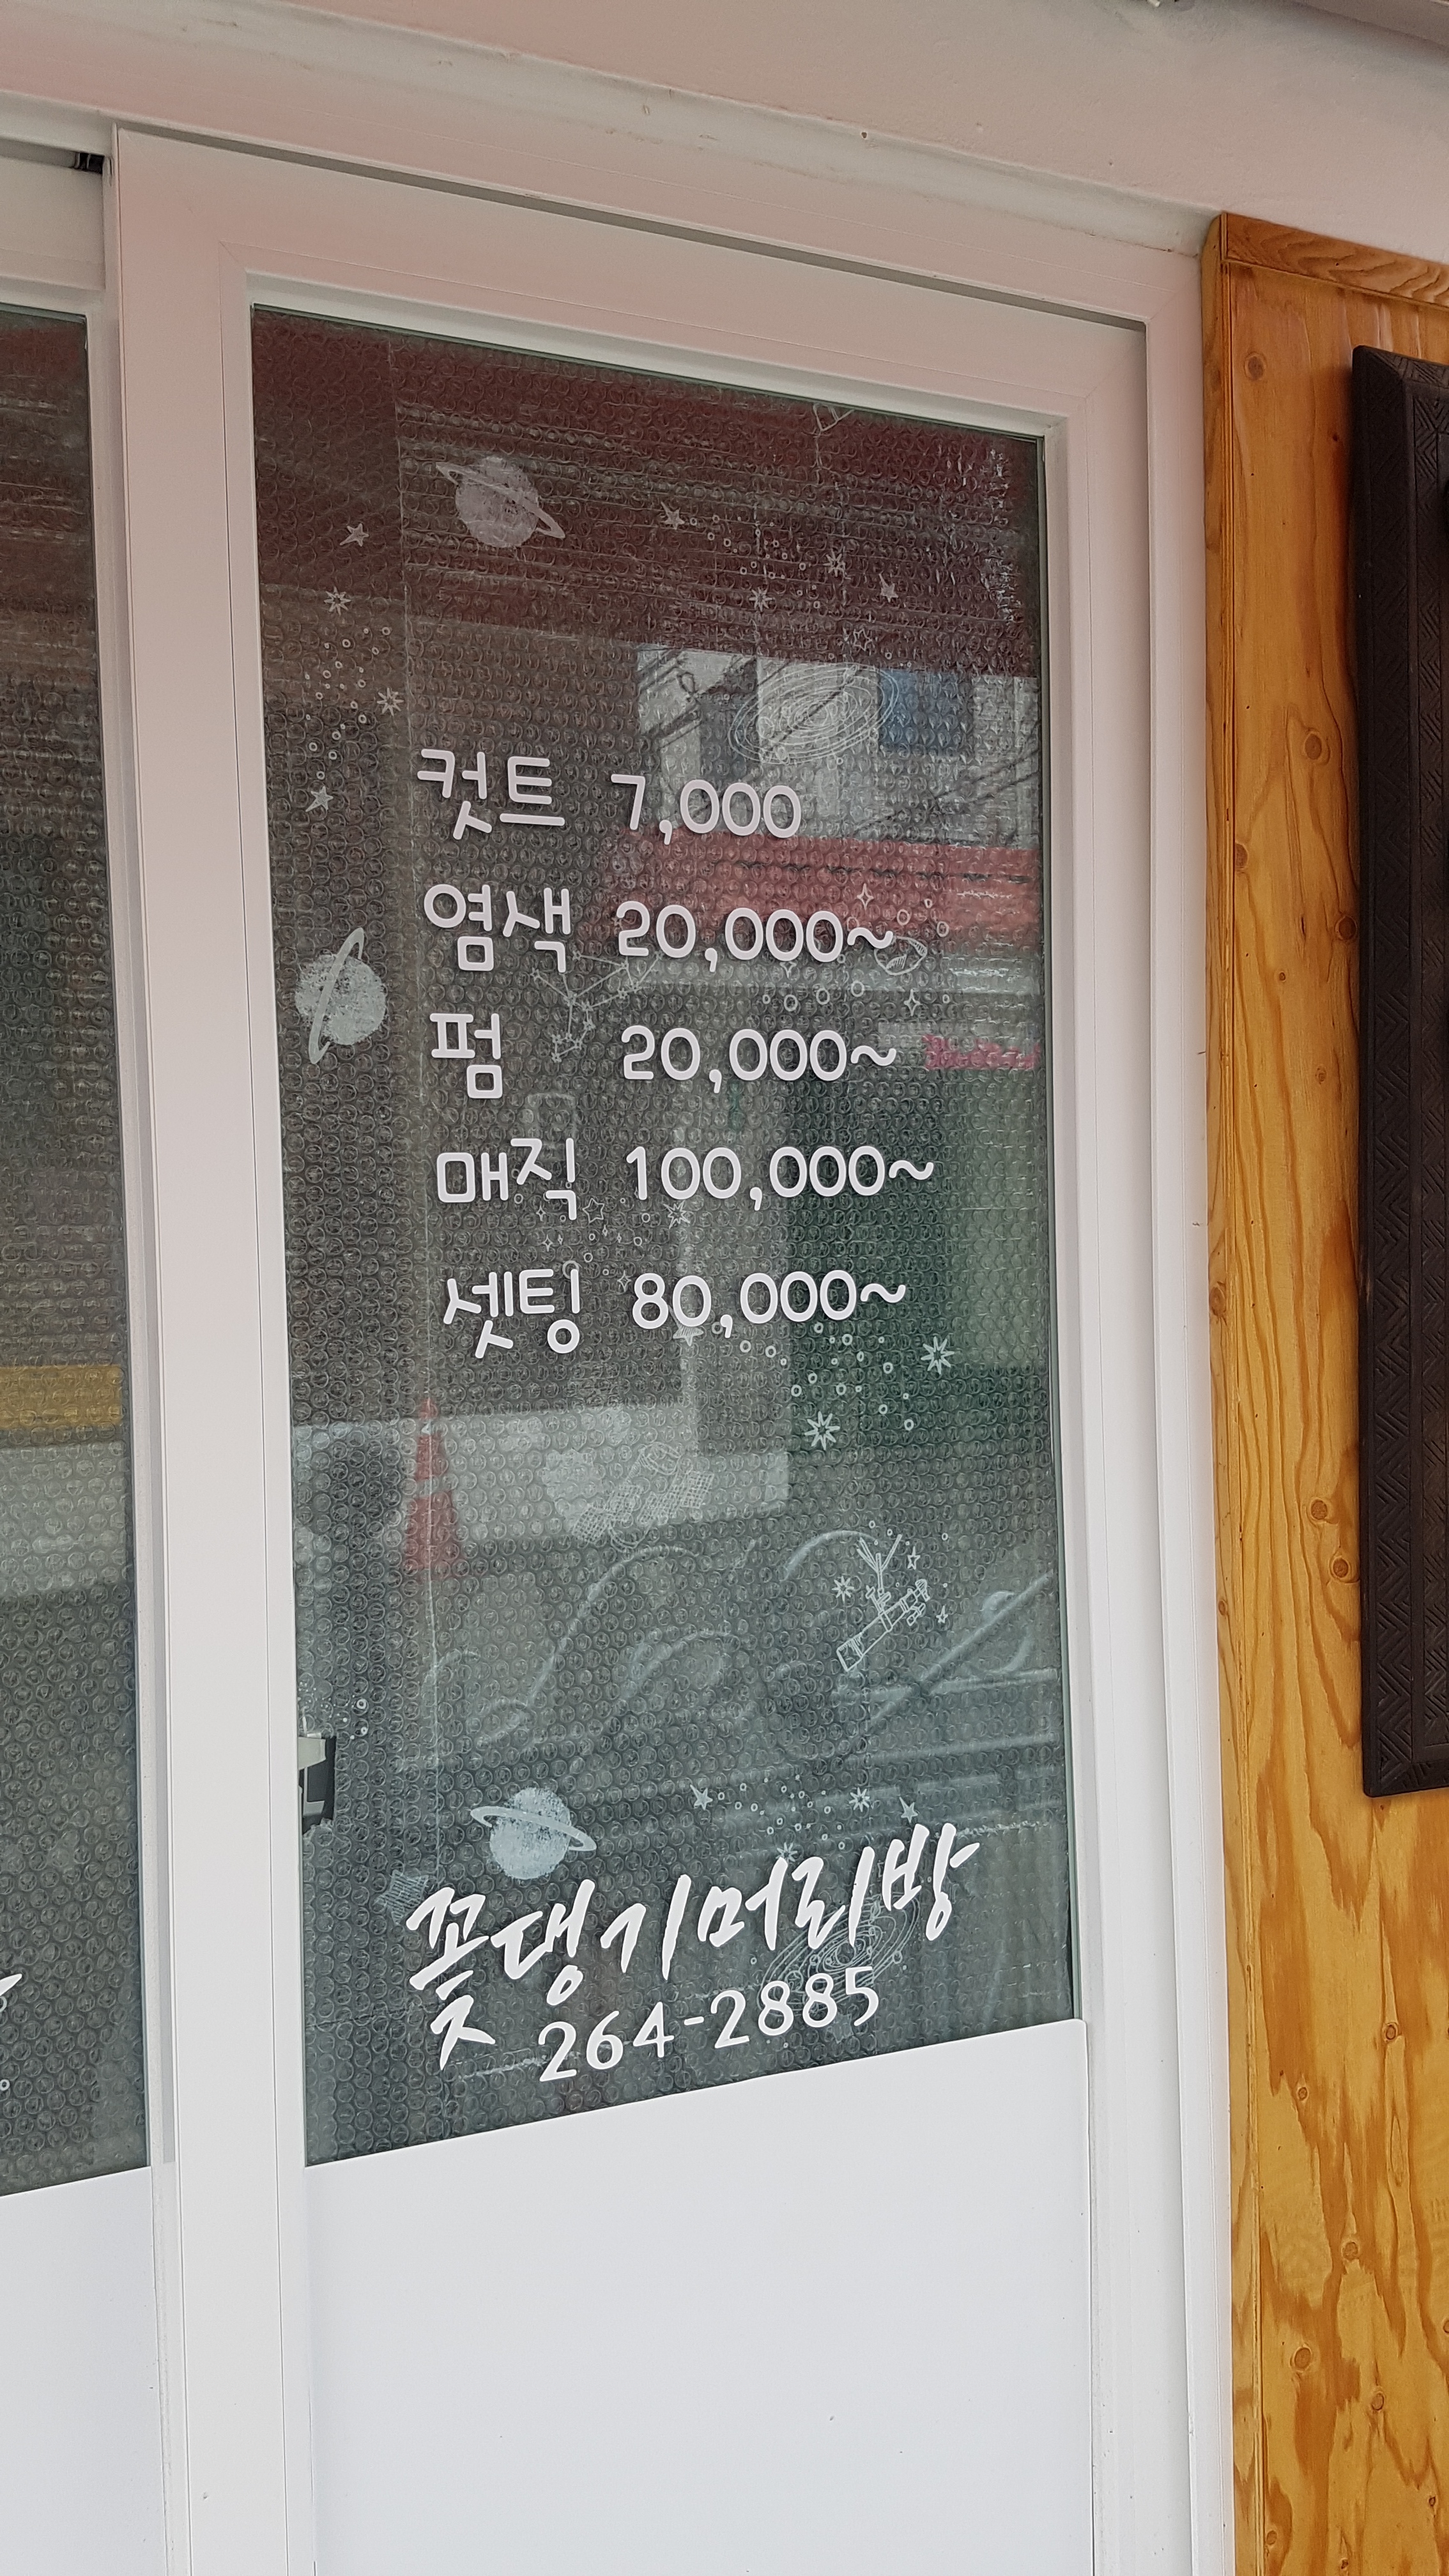 컷트 7,000
염색 20,000~
펌 20,000~
매직 100,000~
셋팅 80,000~
꽃댕기머리방
264-2885